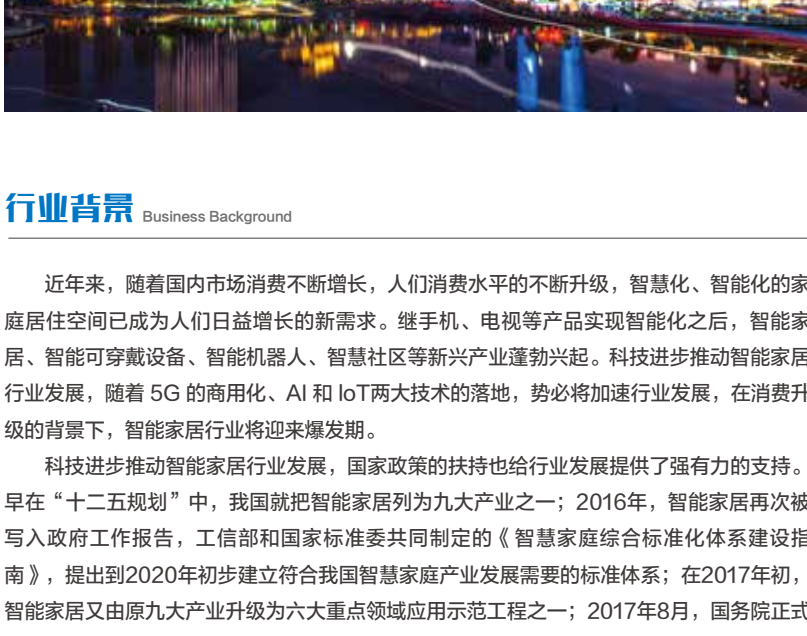 行业背景 Business Background
近年来，随着国内市场消费不断增长，人们消费水平的不断升级，智慧化、智能化的家
庭居住空间已成为人们日益增长的新需求。继手机、电视等产品实现智能化之后，智能家
居、智能可穿戴设备、智能机器人、智慧社区等新兴产业蓬勃兴起。科技进步推动智能家居
行业发展，随着 5G 的商用化、AI 和 IoT两大技术的落地，势必将加速行业发展，在消费升
级的背景下，智能家居行业将迎来爆发期。
科技进步推动智能家居行业发展，国家政策的扶持也给行业发展提供了强有力的支持。
早在“十二五规划”中，我国就把智能家居列为九大产业之一；2016年，智能家居再次被
写入政府工作报告，工信部和国家标准委共同制定的《智慧家庭综合标准化体系建设指
南》，提出到2020年初步建立符合我国智慧家庭产业发展需要的标准体系；在2017年初，
智能家居又由原九大产业升级为六大重点领域应用示范工程之一；2017年8月，国务院正式